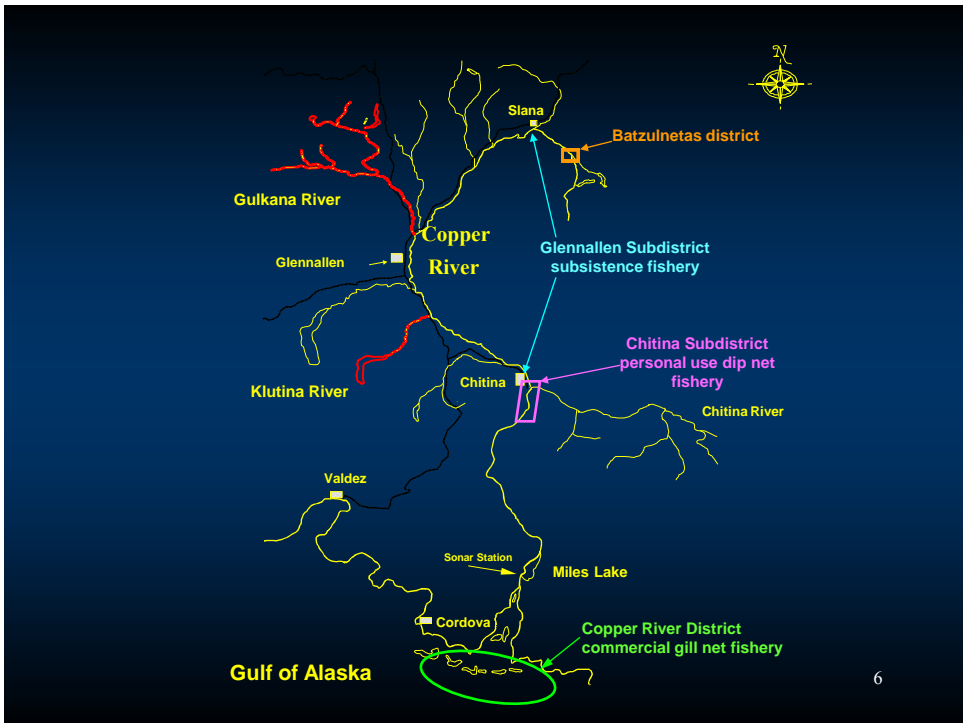 N
Slana
Batzulnetas district
Gulkana River
Copper
River
Glennallen Subdistrict
subsistence fishery
Glennallen
Chitina Subdistrict
personal use dip net
fishery
Klutina River
Chitina
Chitina River
Valdez
Sonar Station
Miles Lake
Cordova
Copper River District
commercial gill net fishery
Gulf of Alaska
6